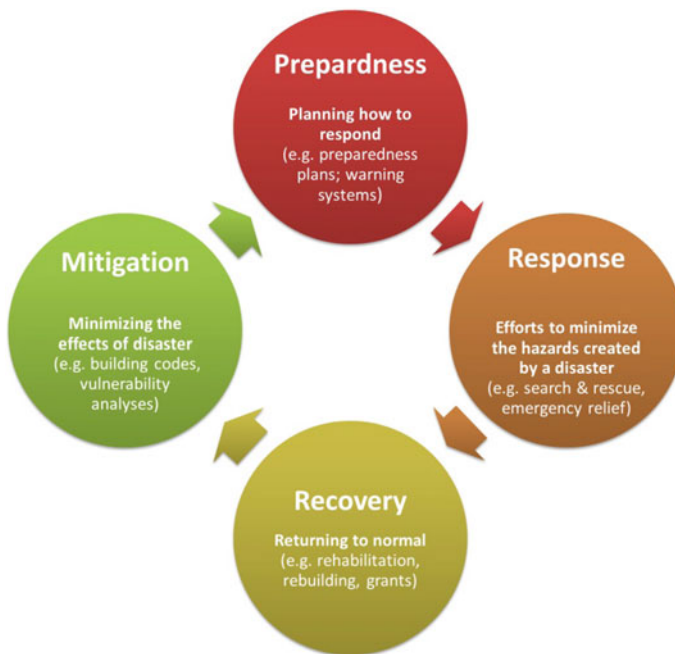 Prepardness
Planning how to
respond
(e.g. preparedness
plans; warning
systems)
Mitigation
Minimizing the
effects of disaster
(e.g. building codes,
vulnerability
analyses)
Response
Efforts to minimize
the hazards created
by a disaster
(e.g. search & rescue,
emergency relief)
Recovery
Returning to normal
(e.g. rehabilitation,
rebuilding, grants)